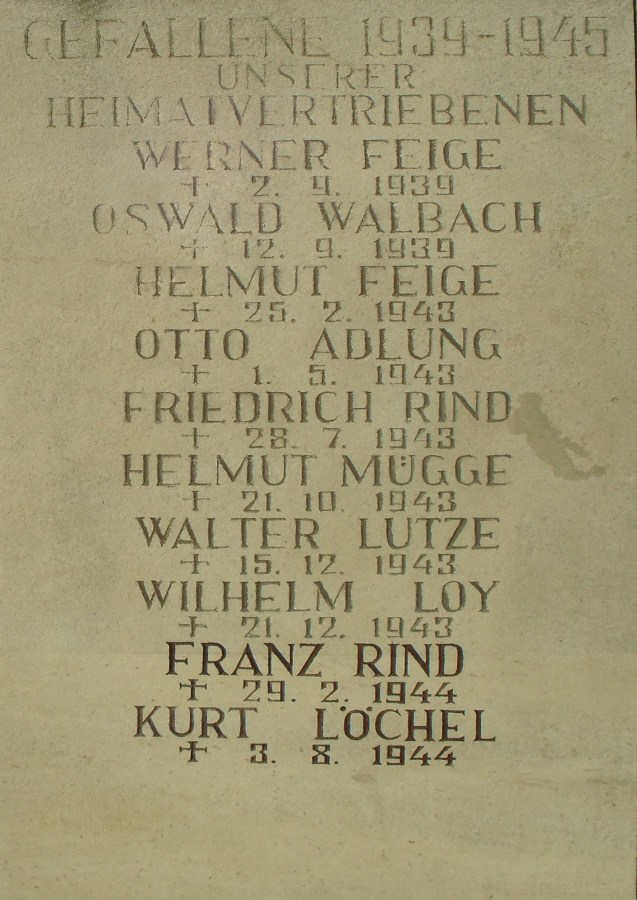 GEFALLENE 1939-1945
UNSERER
HEIMATVERTRIEBENEN
WERNER FEIGE
† 2. 9. 1939
OSWALD WALBACH
† 12. 9. 1939
HELMUT FEIGE
† 25. 2. 1943
OTTO ADLUNG
† 1. 5. 1943
FRIEDRICH RIND
† 28. 7. 1943
HELMUT MÜGGE
† 21. 10. 1943
WALTER LUTZE
† 15. 12. 1943
WILHELM LOY
† 21. 12. 1943
FRANZ RIND
† 29. 2. 1944
KURT LÖCHEL
† 3. 8. 1944